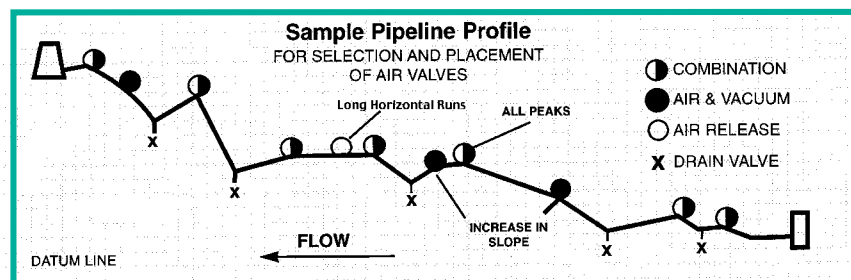 Sample Pipeline Profile
FOR SELECTION AND PLACEMENT
OF AIR VALVES
Long Horizontal Runs
ALL PEAKS
COMBINATION
AIR & VACUUM
AIR RELEASE
X DRAIN VALVE
X
X
X
X
X
INCREASE IN
SLOPE
FLOW
DATUM LINE